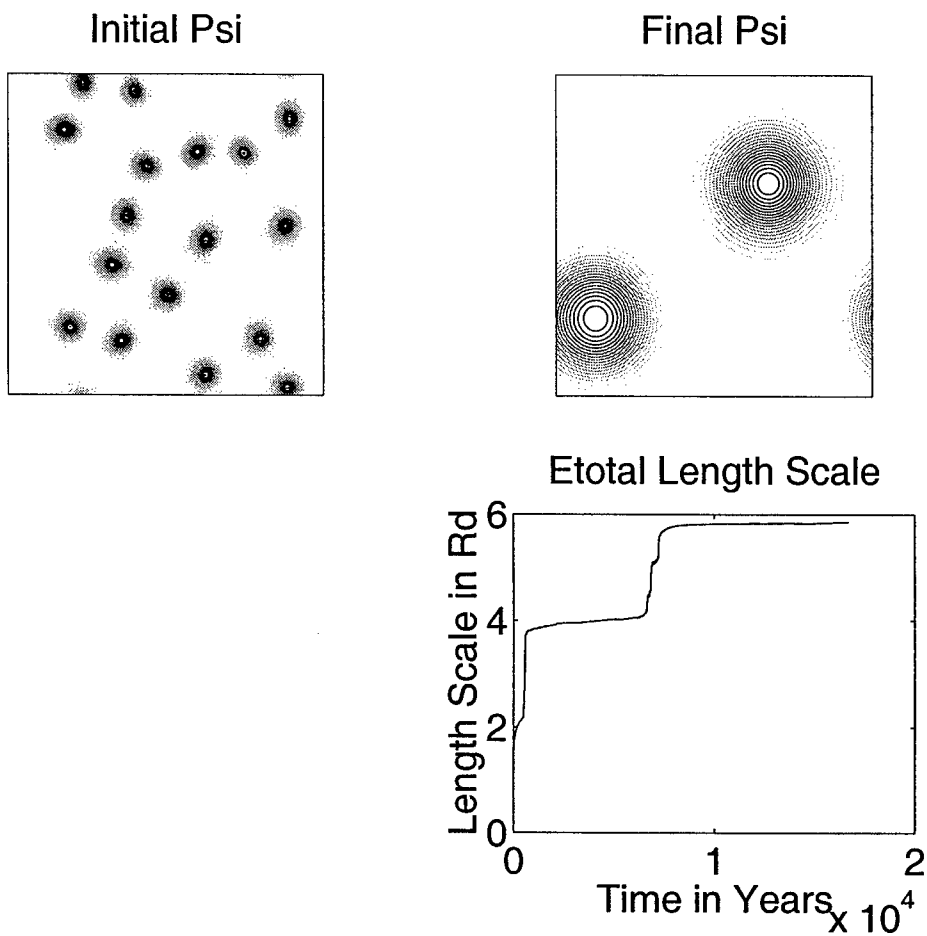 Initial Psi
Final Psi
Etotal Length Scale
Length Scale in Rd
6
4
2
0
0
1
2
Time in Years
x 10^4